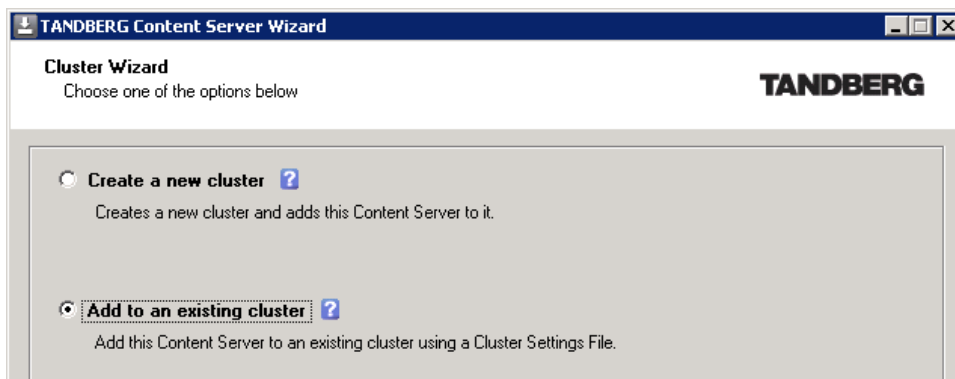 TANDBERG Content Server Wizard
Cluster Wizard
Choose one of the options below
TANDBERG
Create a new cluster ?
Creates a new cluster and adds this Content Server to it.
Add to an existing cluster ?
Add this Content Server to an existing cluster using a Cluster Settings File.